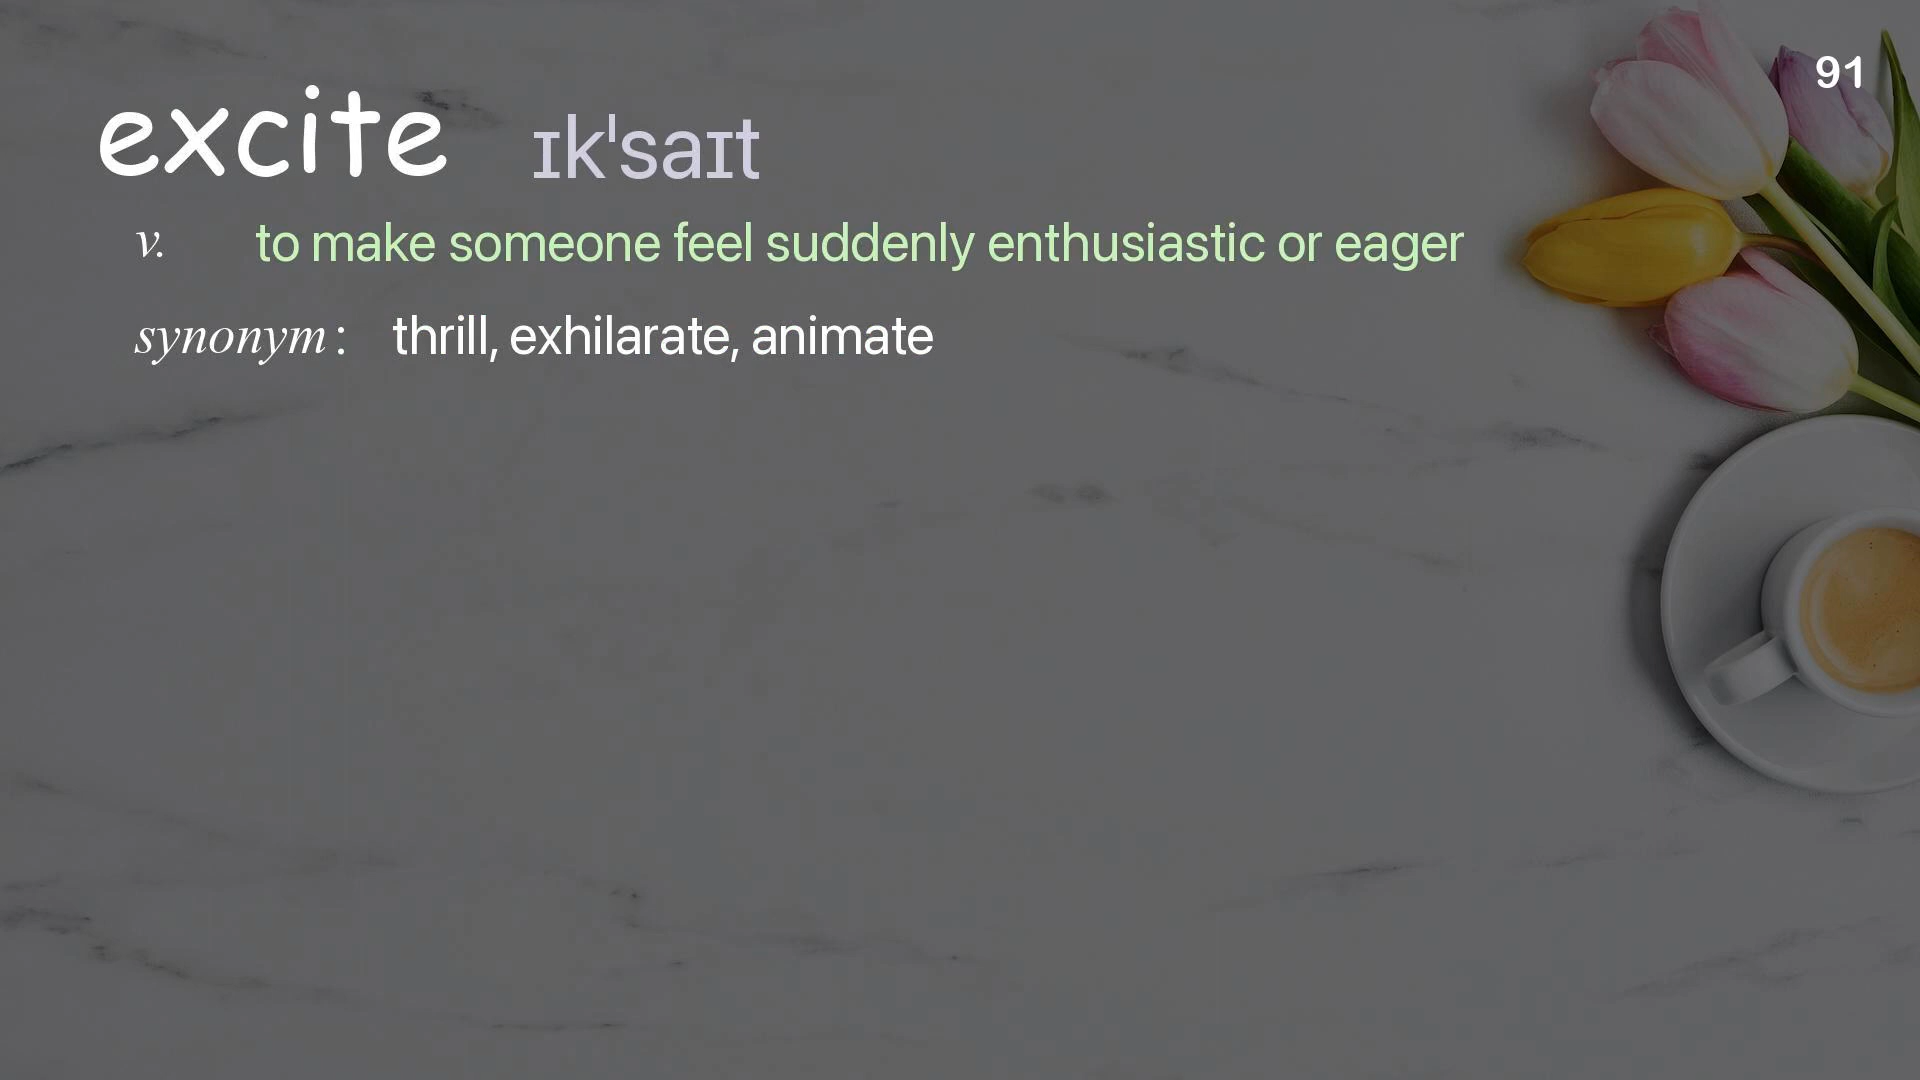 91
excite ɪkˈsaɪt
v. to make someone feel suddenly enthusiastic or eager
synonym : thrill, exhilarate, animate